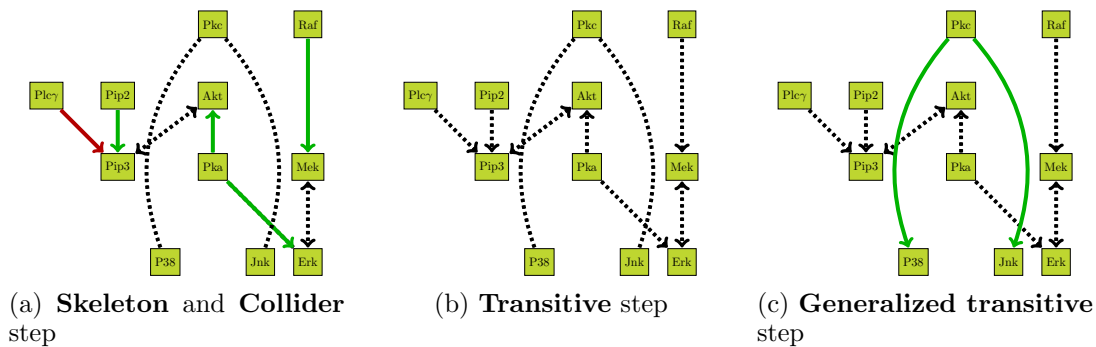 Pkc Raf Pkc Raf Pkc Raf
Plcγ Pip2 Akt Plcγ Pip2 Akt Plcγ Pip2 Akt
Pip3 Pka Mek Pip3 Pka Mek Pip3 Pka Mek
P38 Jnk Erk P38 Jnk Erk P38 Jnk Erk
(a) Skeleton and Collider step
(b) Transitive step
(c) Generalized transitive step